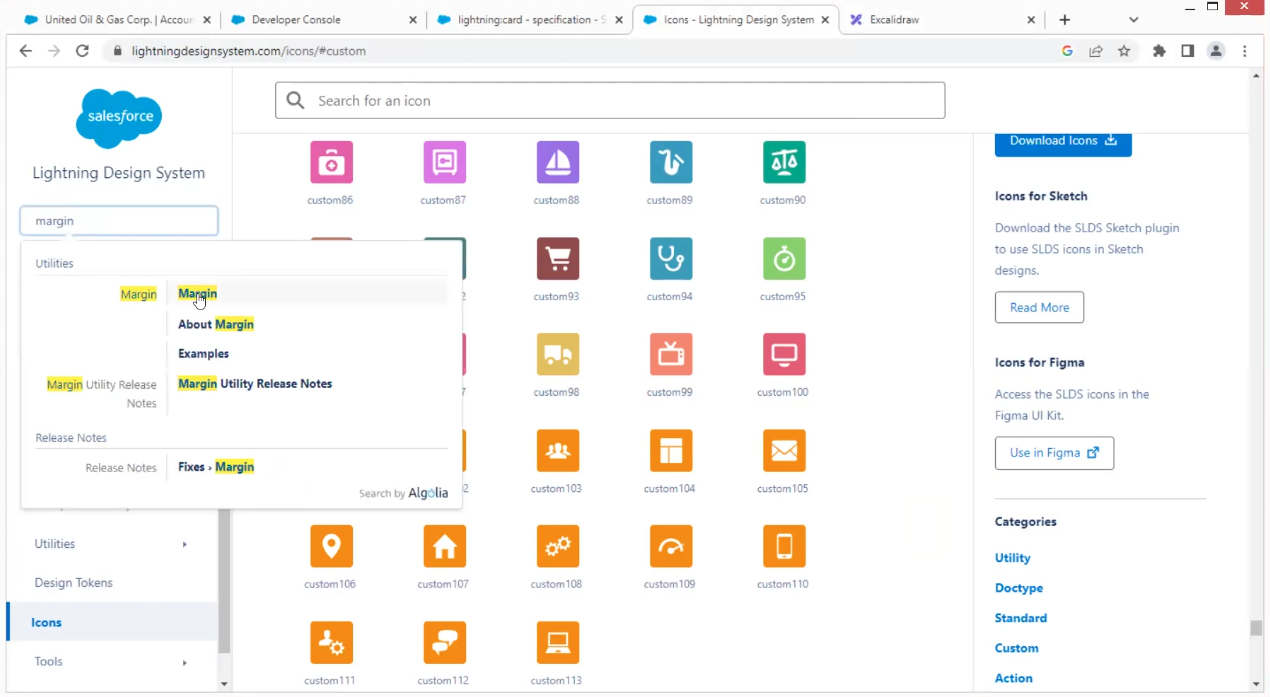 United Oil & Gas Corp. | Accoun
Developer Console
lightning:card - specification - S
Icons - Lightning Design System
Excalidraw
lightningdesignsystem.com/icons/#custom
salesforce
Lightning Design System
margin
Utilities
Margin
Margin
About Margin
Examples
Margin Utility Release Notes
Margin Utility Release Notes
Release Notes
Release Notes
Fixes › Margin
Search by Algolia
Utilities
Design Tokens
Icons
Tools
Search for an icon
custom86
custom87
custom88
custom89
custom90
custom93
custom94
custom95
custom98
custom99
custom100
custom103
custom104
custom105
custom106
custom107
custom108
custom109
custom110
custom111
custom112
custom113
Download Icons
Icons for Sketch
Download the SLDS Sketch plugin
to use SLDS icons in Sketch
designs.
Read More
Icons for Figma
Access the SLDS icons in the
Figma UI Kit.
Use in Figma
Categories
Utility
Doctype
Standard
Custom
Action